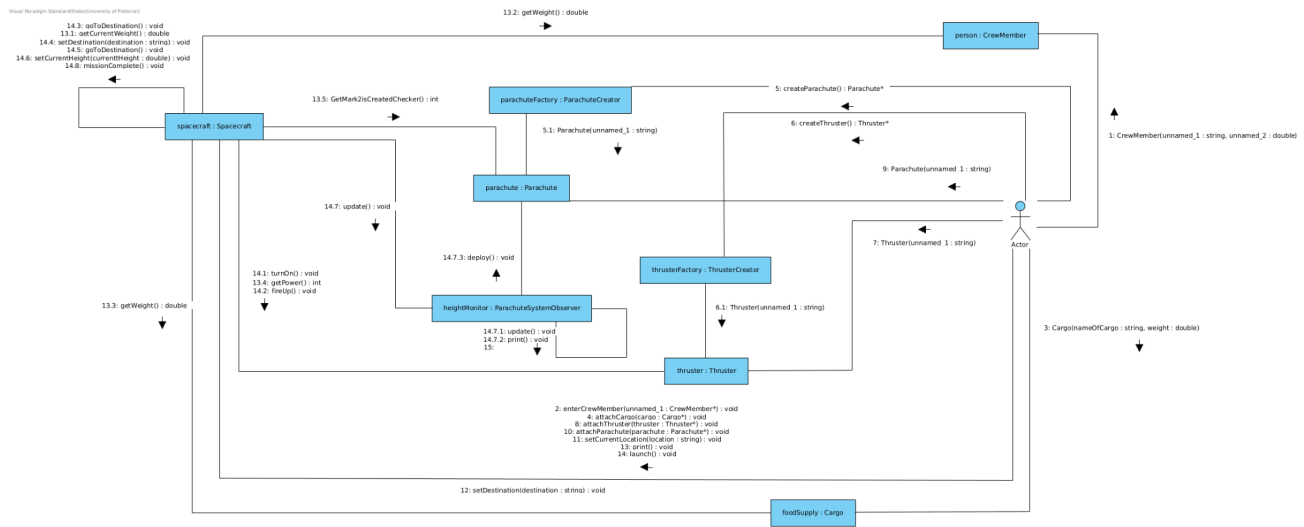 Visual Paradigm Standard(thabo(University of Pretoria))
13.2: getWeight() : double
14.3: goToDestination() : void
13.1: getCurrentWeight() : double
14.4: setDestination(destination : string) : void
14.5: goToDestination() : void
14.6: setCurrentHeight(currentHeight : double) : void
14.8: missionComplete() : void
person : CrewMember
13.5: GetMark2isCreatedChecker() : int
parachuteFactory : ParachuteCreator
5: createParachute() : Parachute*
spacecraft : Spacecraft
5.1: Parachute(unnamed_1 : string)
6: createThruster() : Thruster*
1: CrewMember(unnamed_1 : string, unnamed_2 : double)
9: Parachute(unnamed_1 : string)
parachute : Parachute
14.7: update() : void
Actor
7: Thruster(unnamed_1 : string)
14.7.3: deploy() : void
thrusterFactory : ThrusterCreator
14.1: turnOn() : void
13.4: getPower() : int
14.2: fireUp() : void
13.3: getWeight() : double
heightMonitor : ParachuteSystemObserver
6.1: Thruster(unnamed_1 : string)
14.7.1: update() : void
14.7.2: print() : void
15:
3: Cargo(nameOfCargo : string, weight : double)
thruster : Thruster
2: enterCrewMember(unnamed_1 : CrewMember*) : void
4: attachCargo(cargo : Cargo*) : void
8: attachThruster(thruster : Thruster*) : void
10: attachParachute(parachute : Parachute*) : void
11: setCurrentLocation(location : string) : void
13: print() : void
14: launch() : void
12: setDestination(destination : string) : void
foodSupply : Cargo